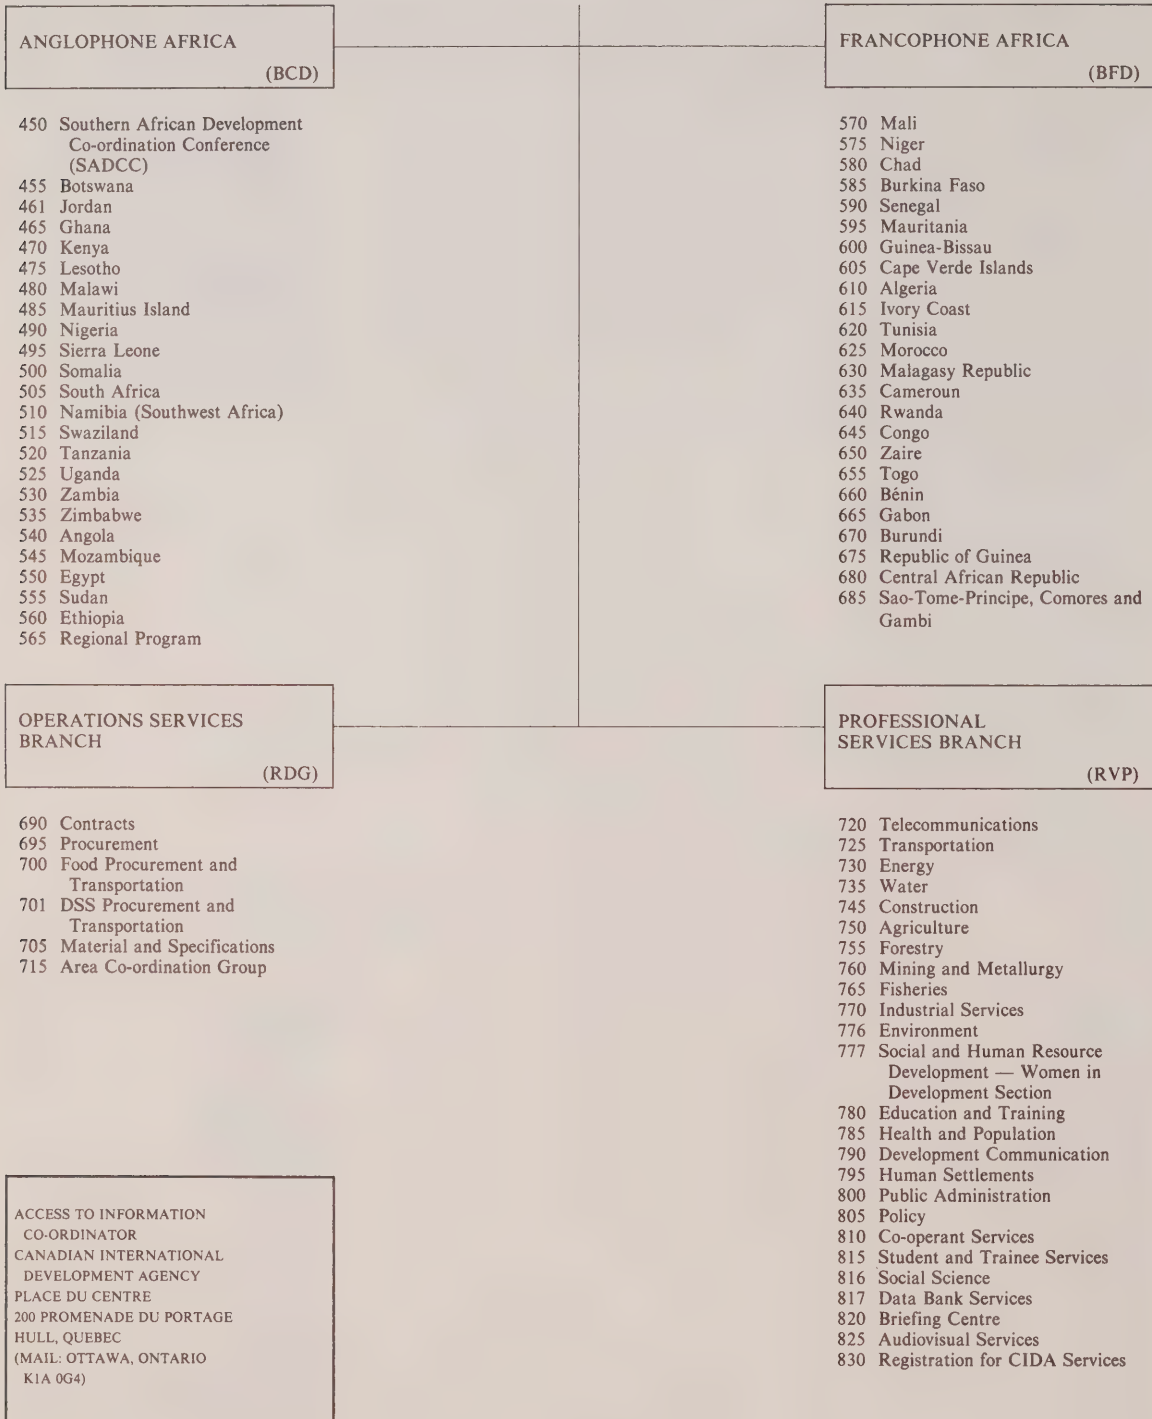 ANGLOPHONE AFRICA
(BCD)
450 Southern African Development
Co-ordination Conference
(SADCC)
455 Botswana
461 Jordan
465 Ghana
470 Kenya
475 Lesotho
480 Malawi
485 Mauritius Island
490 Nigeria
495 Sierra Leone
500 Somalia
505 South Africa
510 Namibia (Southwest Africa)
515 Swaziland
520 Tanzania
525 Uganda
530 Zambia
535 Zimbabwe
540 Angola
545 Mozambique
550 Egypt
555 Sudan
560 Ethiopia
565 Regional Program
FRANCOPHONE AFRICA
(BFD)
570 Mali
575 Niger
580 Chad
585 Burkina Faso
590 Senegal
595 Mauritania
600 Guinea-Bissau
605 Cape Verde Islands
610 Algeria
615 Ivory Coast
620 Tunisia
625 Morocco
630 Malagasy Republic
635 Cameroun
640 Rwanda
645 Congo
650 Zaire
655 Togo
660 Bénin
665 Gabon
670 Burundi
675 Republic of Guinea
680 Central African Republic
685 Sao-Tome-Principe, Comores and
Gambi
OPERATIONS SERVICES
BRANCH
(RDG)
690 Contracts
695 Procurement
700 Food Procurement and
Transportation
701 DSS Procurement and
Transportation
705 Material and Specifications
715 Area Co-ordination Group
PROFESSIONAL
SERVICES BRANCH
(RVP)
720 Telecommunications
725 Transportation
730 Energy
735 Water
745 Construction
750 Agriculture
755 Forestry
760 Mining and Metallurgy
765 Fisheries
770 Industrial Services
776 Environment
777 Social and Human Resource
Development — Women in
Development Section
780 Education and Training
785 Health and Population
790 Development Communication
795 Human Settlements
800 Public Administration
805 Policy
810 Co-operant Services
815 Student and Trainee Services
816 Social Science
817 Data Bank Services
820 Briefing Centre
825 Audiovisual Services
830 Registration for CIDA Services
ACCESS TO INFORMATION
CO-ORDINATOR
CANADIAN INTERNATIONAL
DEVELOPMENT AGENCY
PLACE DU CENTRE
200 PROMENADE DU PORTAGE
HULL, QUEBEC
(MAIL: OTTAWA, ONTARIO
K1A 0G4)